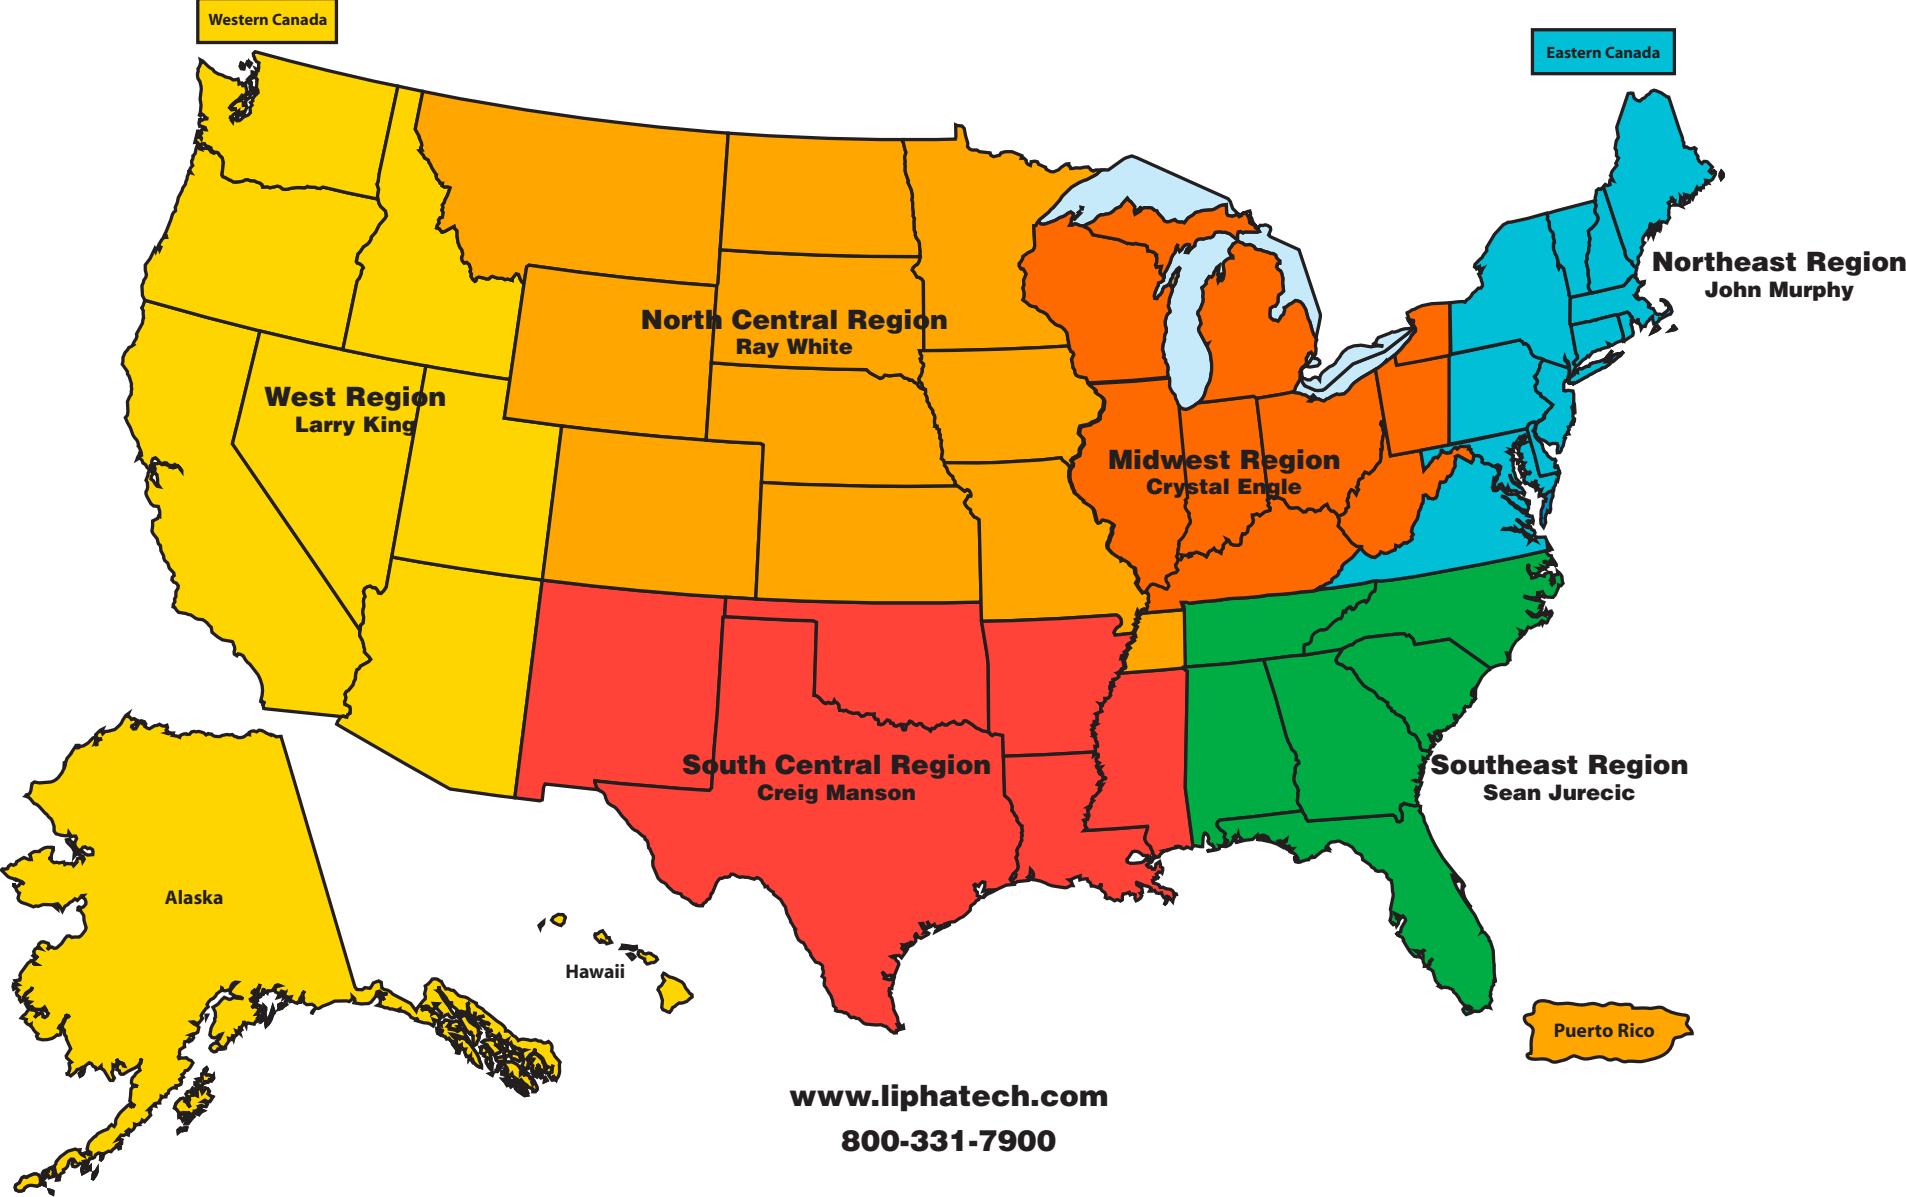 Western Canada
Eastern Canada
Northeast Region
John Murphy
North Central Region
Ray White
West Region
Larry King
Midwest Region
Crystal Engle
South Central Region
Creig Manson
Southeast Region
Sean Jurecic
Alaska
Hawaii
Puerto Rico
www.liphatech.com
800-331-7900